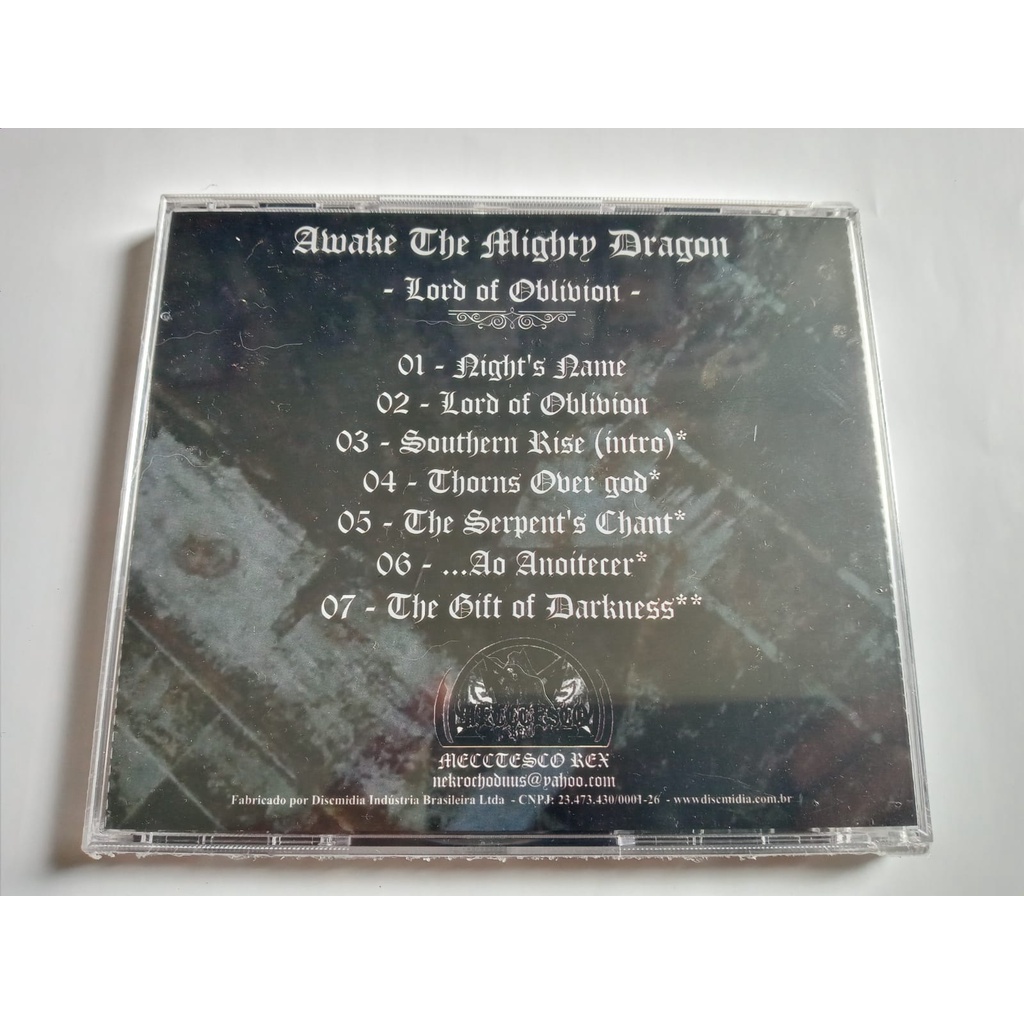 Awake The Mighty Dragon
- Lord of Oblivion -
01 - Night's Name
02 - Lord of Oblivion
03 - Southern Rise (intro)*
04 - Thorns Over god*
05 - The Serpent's Chant*
06 - ...Ao Anoitecer*
07 - The Gift of Darkness**
MECCTESCO
REX
MECCTESCO REX
nekrochoduus@yahoo.com
Fabricado por Discmidia Indústria Brasileira Ltda - CNPJ: 23.473.430/0001-26 - www.discmidia.com.br